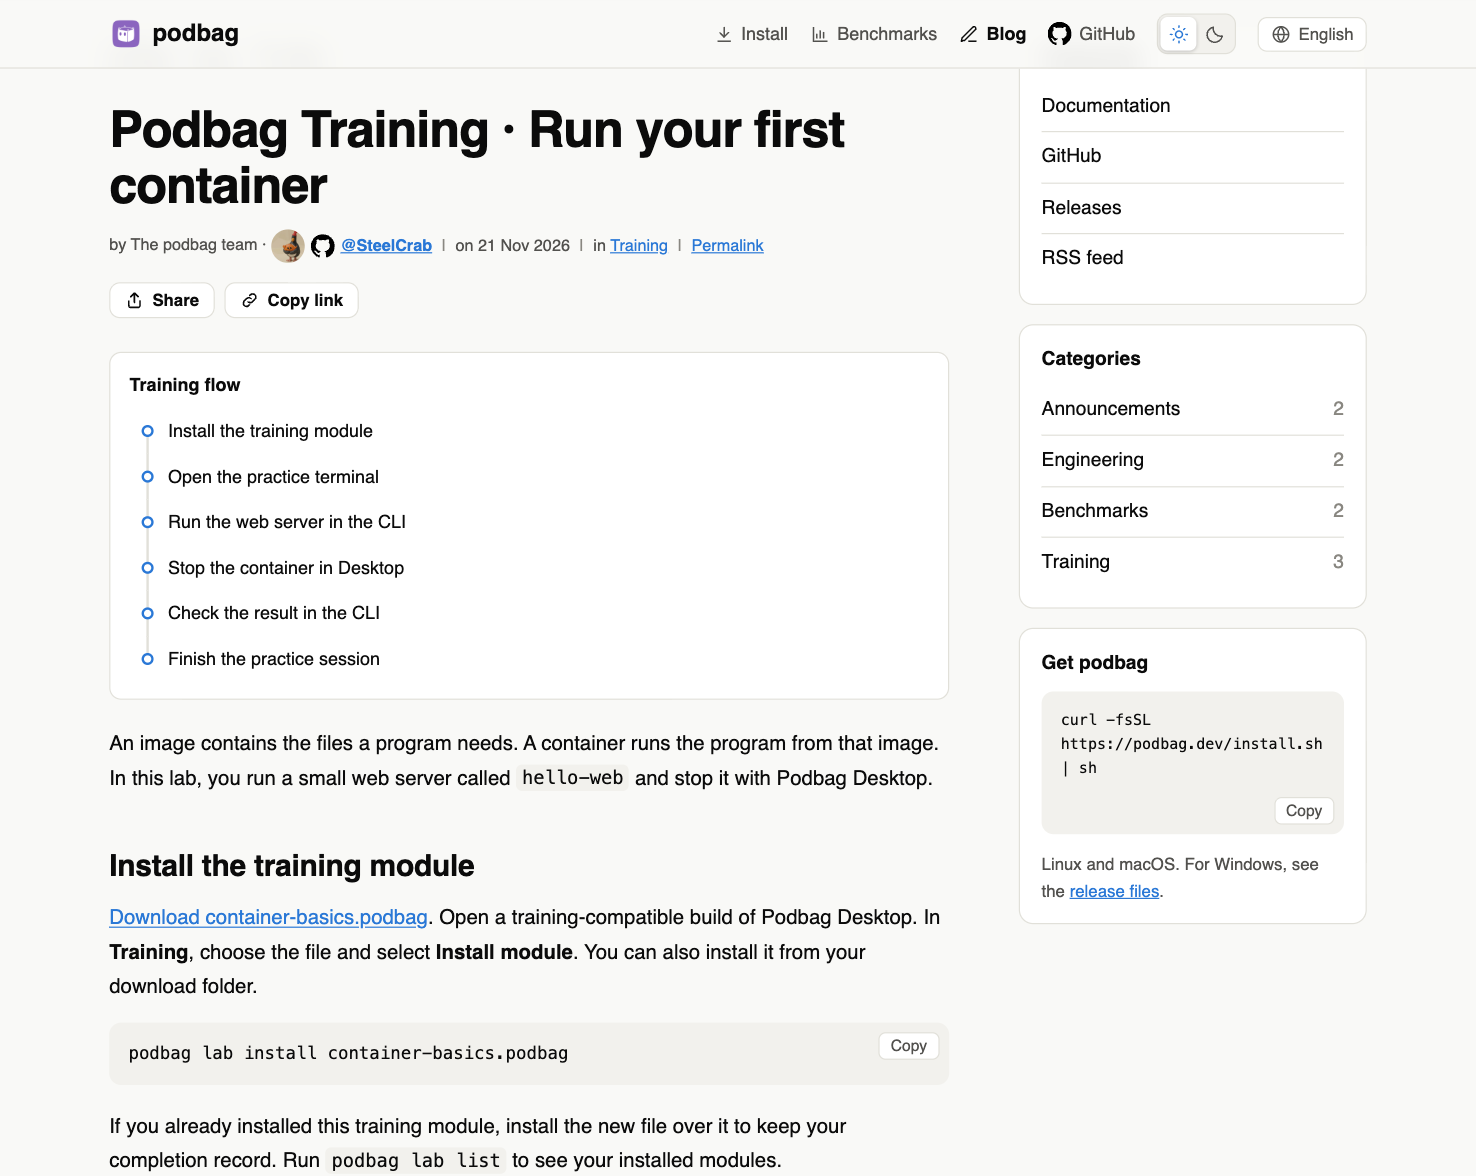 podbag
Install
Benchmarks
Blog
GitHub
English
Podbag Training · Run your first
container
by The podbag team · @SteelCrab | on 21 Nov 2026 | in Training | Permalink
Share
Copy link
Training flow
Install the training module
Open the practice terminal
Run the web server in the CLI
Stop the container in Desktop
Check the result in the CLI
Finish the practice session
An image contains the files a program needs. A container runs the program from that image.
In this lab, you run a small web server called hello-web and stop it with Podbag Desktop.
Install the training module
Download container-basics.podbag. Open a training-compatible build of Podbag Desktop. In
Training, choose the file and select Install module. You can also install it from your
download folder.
podbag lab install container-basics.podbag
Copy
If you already installed this training module, install the new file over it to keep your
completion record. Run podbag lab list to see your installed modules.
Documentation
GitHub
Releases
RSS feed
Categories
Announcements 2
Engineering 2
Benchmarks 2
Training 3
Get podbag
curl -fsSL
https://podbag.dev/install.sh
| sh
Copy
Linux and macOS. For Windows, see
the release files.